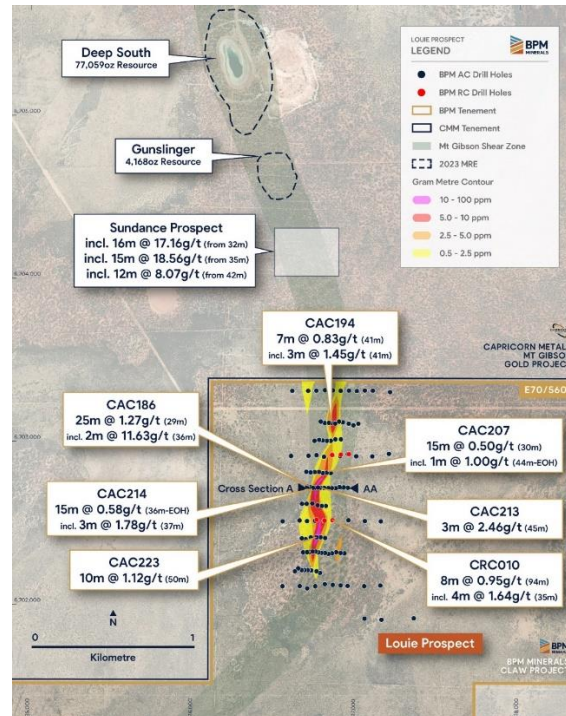 Deep South
77,059oz Resource
Gunslinger
4,168oz Resource
Sundance Prospect
incl. 16m @ 17.16g/t (from 32m)
incl. 15m @ 18.56g/t (from 35m)
incl. 12m @ 8.07g/t (from 42m)
LOUIE PROSPECT
LEGEND
BPM
MINERALS
BPM AC Drill Holes
BPM RC Drill Holes
BPM Tenement
CMM Tenement
Mt Gibson Shear Zone
2023 MRE
Gram Metre Contour
10 - 100 ppm
5.0 - 10 ppm
2.5 - 5.0 ppm
0.5 - 2.5 ppm
CAC194
7m @ 0.83g/t (41m)
incl. 3m @ 1.45g/t (41m)
CAPRICORN METALS
MT GIBSON
GOLD PROJECT
E70/560
CAC186
25m @ 1.27g/t (29m)
incl. 2m @ 11.63g/t (36m)
CAC207
15m @ 0.50g/t (30m)
incl. 1m @ 1.00g/t (44m-EOH)
Cross Section A
AA
CAC214
15m @ 0.58g/t (36m-EOH)
incl. 3m @ 1.78g/t (37m)
CAC213
3m @ 2.46g/t (45m)
CAC223
10m @ 1.12g/t (50m)
CRC010
8m @ 0.95g/t (94m)
incl. 4m @ 1.64g/t (35m)
N
0
1
Kilometre
Louie Prospect
BPM
MINERALS
BPM MINERALS
CLAW PROJECT